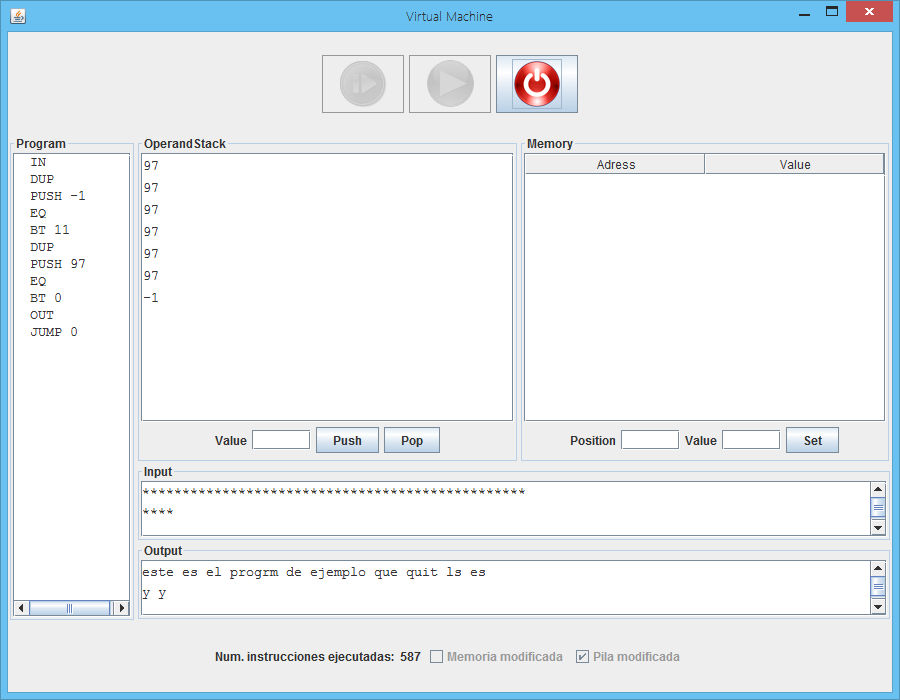 Virtual Machine
Program
IN
DUP
PUSH -1
EQ
BT 11
DUP
PUSH 97
EQ
BT 0
OUT
JUMP 0
OperandStack
97
97
97
97
97
97
-1
Value Push Pop
Memory
Adress Value
Position Value Set
Input
************************************************
****
Output
este es el progrm de ejemplo que quit ls es
y y
Num. instrucciones ejecutadas: 587 Memoria modificada Pila modificada